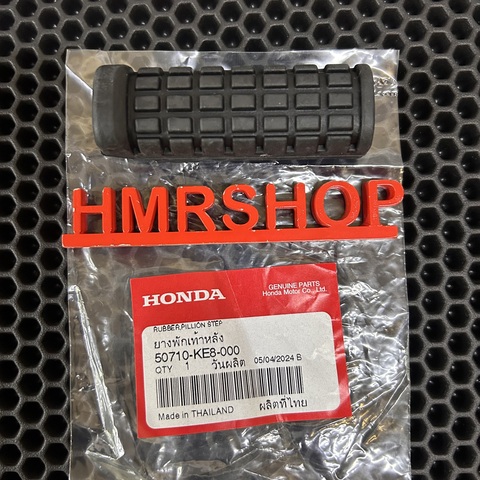 HMRSHOP
HONDA
GENUINE PARTS
Honda Motor Co., Ltd.
RUBBER,PILLION STEP
ยางพักเท้าหลัง
50710-KE8-000
QTY 1 วันผลิต 05/04/2024 B
Made in THAILAND ผลิตที่ไทย